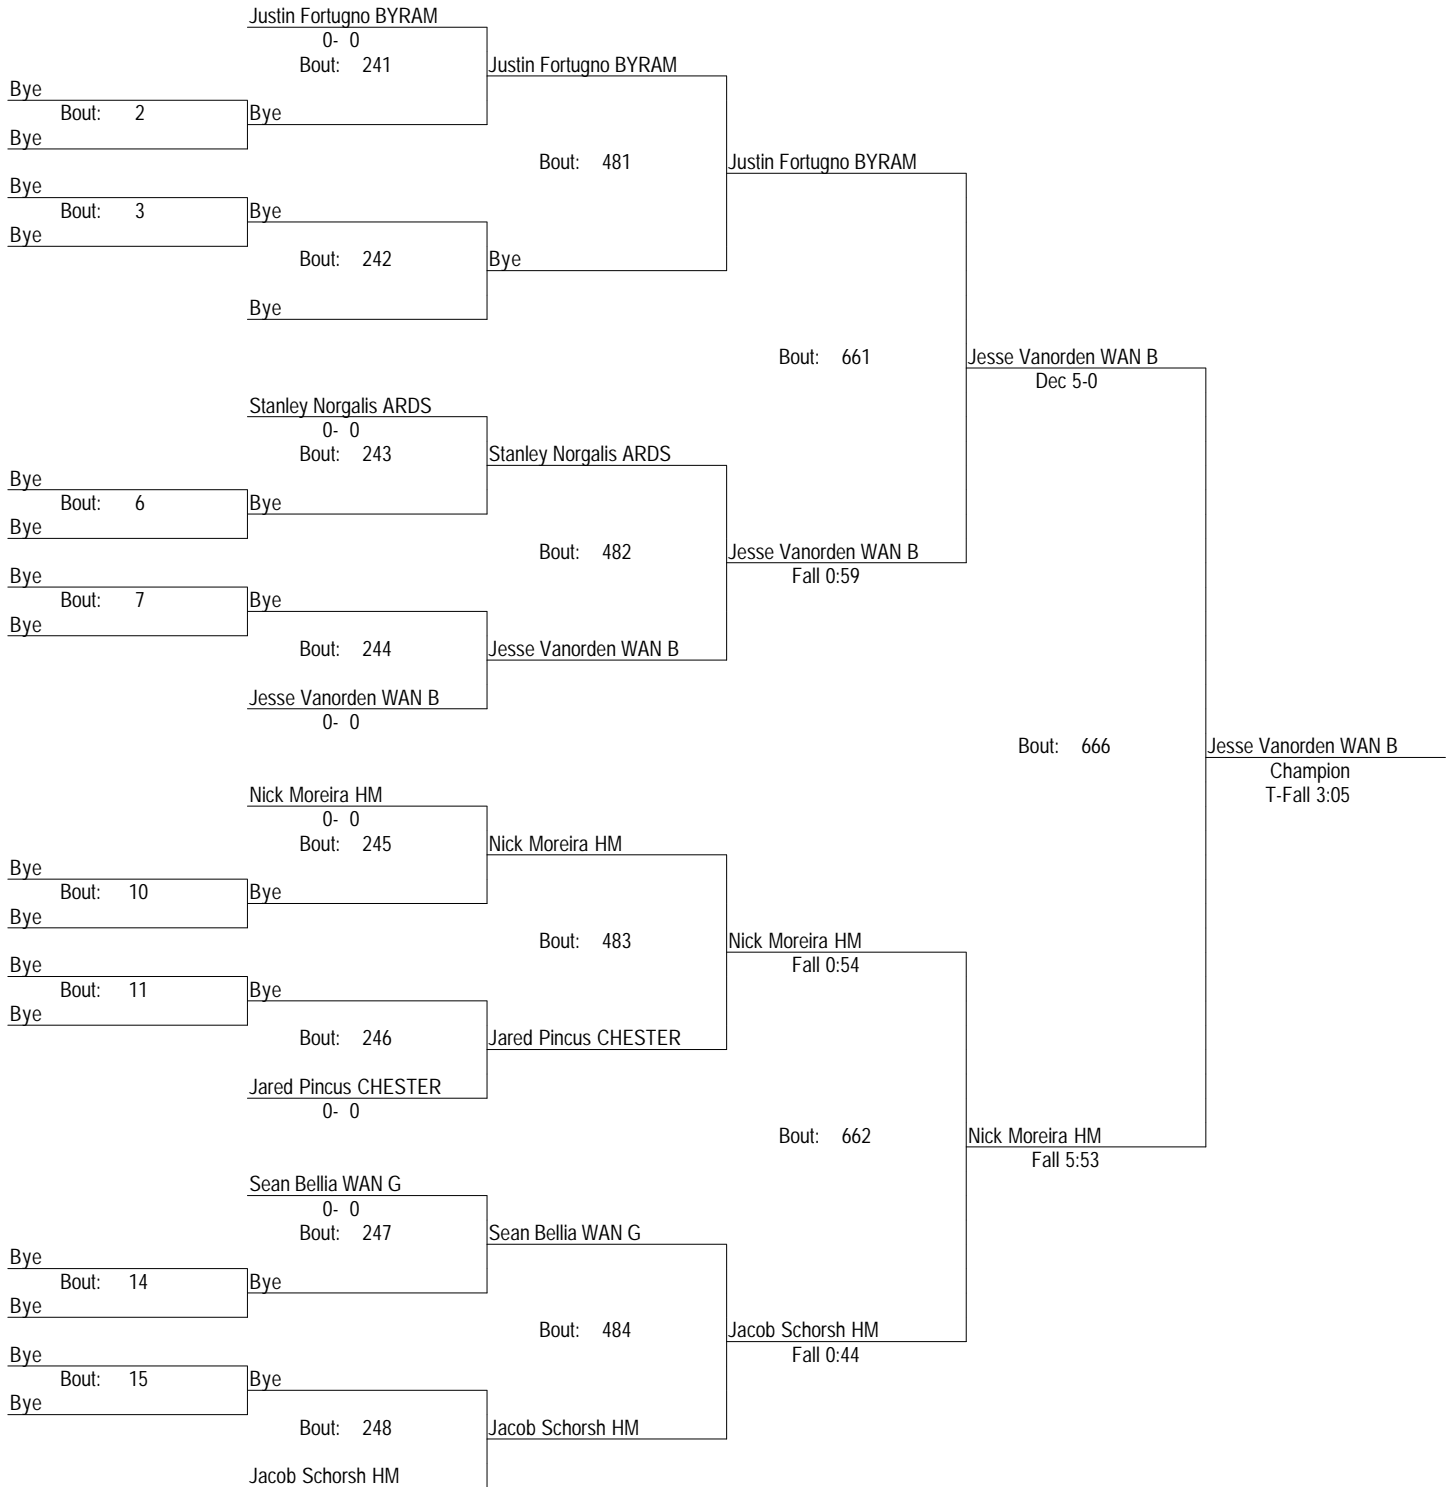 Justin Fortugno BYRAM
0- 0
Bout: 241
Justin Fortugno BYRAM
Bye
Bout: 2
Bye
Bye
Bout: 481
Justin Fortugno BYRAM
Bye
Bout: 3
Bye
Bye
Bout: 242
Bye
Bye
Bout: 661
Jesse Vanorden WAN B
Dec 5-0
Stanley Norgalis ARDS
0- 0
Bout: 243
Stanley Norgalis ARDS
Bye
Bout: 6
Bye
Bye
Bout: 482
Jesse Vanorden WAN B
Fall 0:59
Bye
Bout: 7
Bye
Bye
Bout: 244
Jesse Vanorden WAN B
Jesse Vanorden WAN B
0- 0
Bout: 666
Jesse Vanorden WAN B
Champion
T-Fall 3:05
Nick Moreira HM
0- 0
Bout: 245
Nick Moreira HM
Bye
Bout: 10
Bye
Bye
Bout: 483
Nick Moreira HM
Fall 0:54
Bye
Bout: 11
Bye
Bye
Bout: 246
Jared Pincus CHESTER
Jared Pincus CHESTER
0- 0
Bout: 662
Nick Moreira HM
Fall 5:53
Sean Bellia WAN G
0- 0
Bout: 247
Sean Bellia WAN G
Bye
Bout: 14
Bye
Bye
Bout: 484
Jacob Schorsh HM
Fall 0:44
Bye
Bout: 15
Bye
Bye
Bout: 248
Jacob Schorsh HM
Jacob Schorsh HM